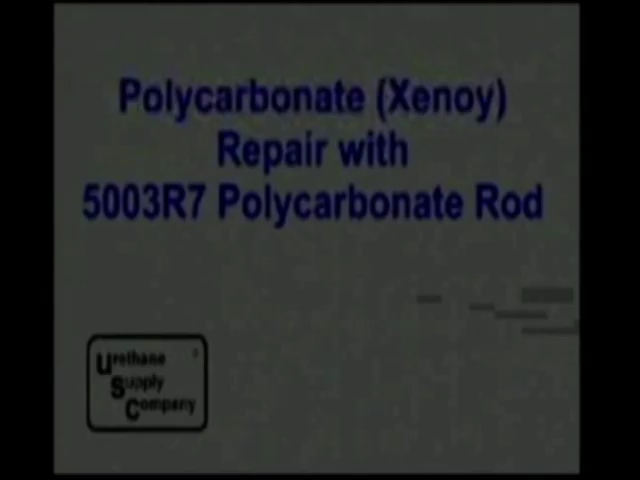 Polycarbonate (Xenoy)
Repair with
5003R7 Polycarbonate Rod
Urethane
Supply
Company